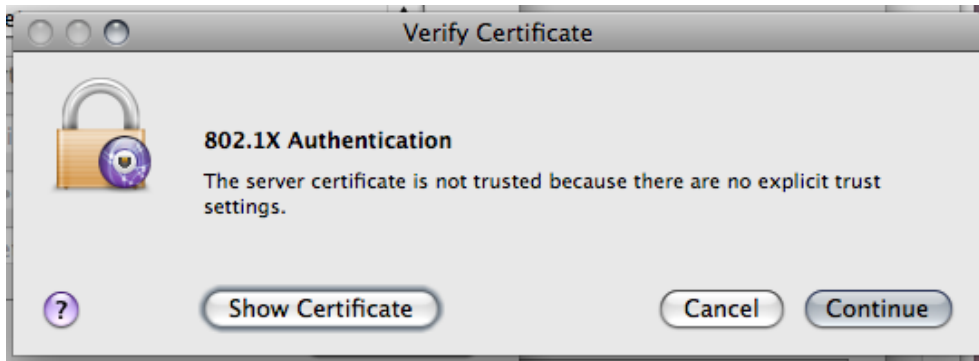 Verify Certificate
802.1X Authentication
The server certificate is not trusted because there are no explicit trust
settings.
?
Show Certificate
Cancel
Continue